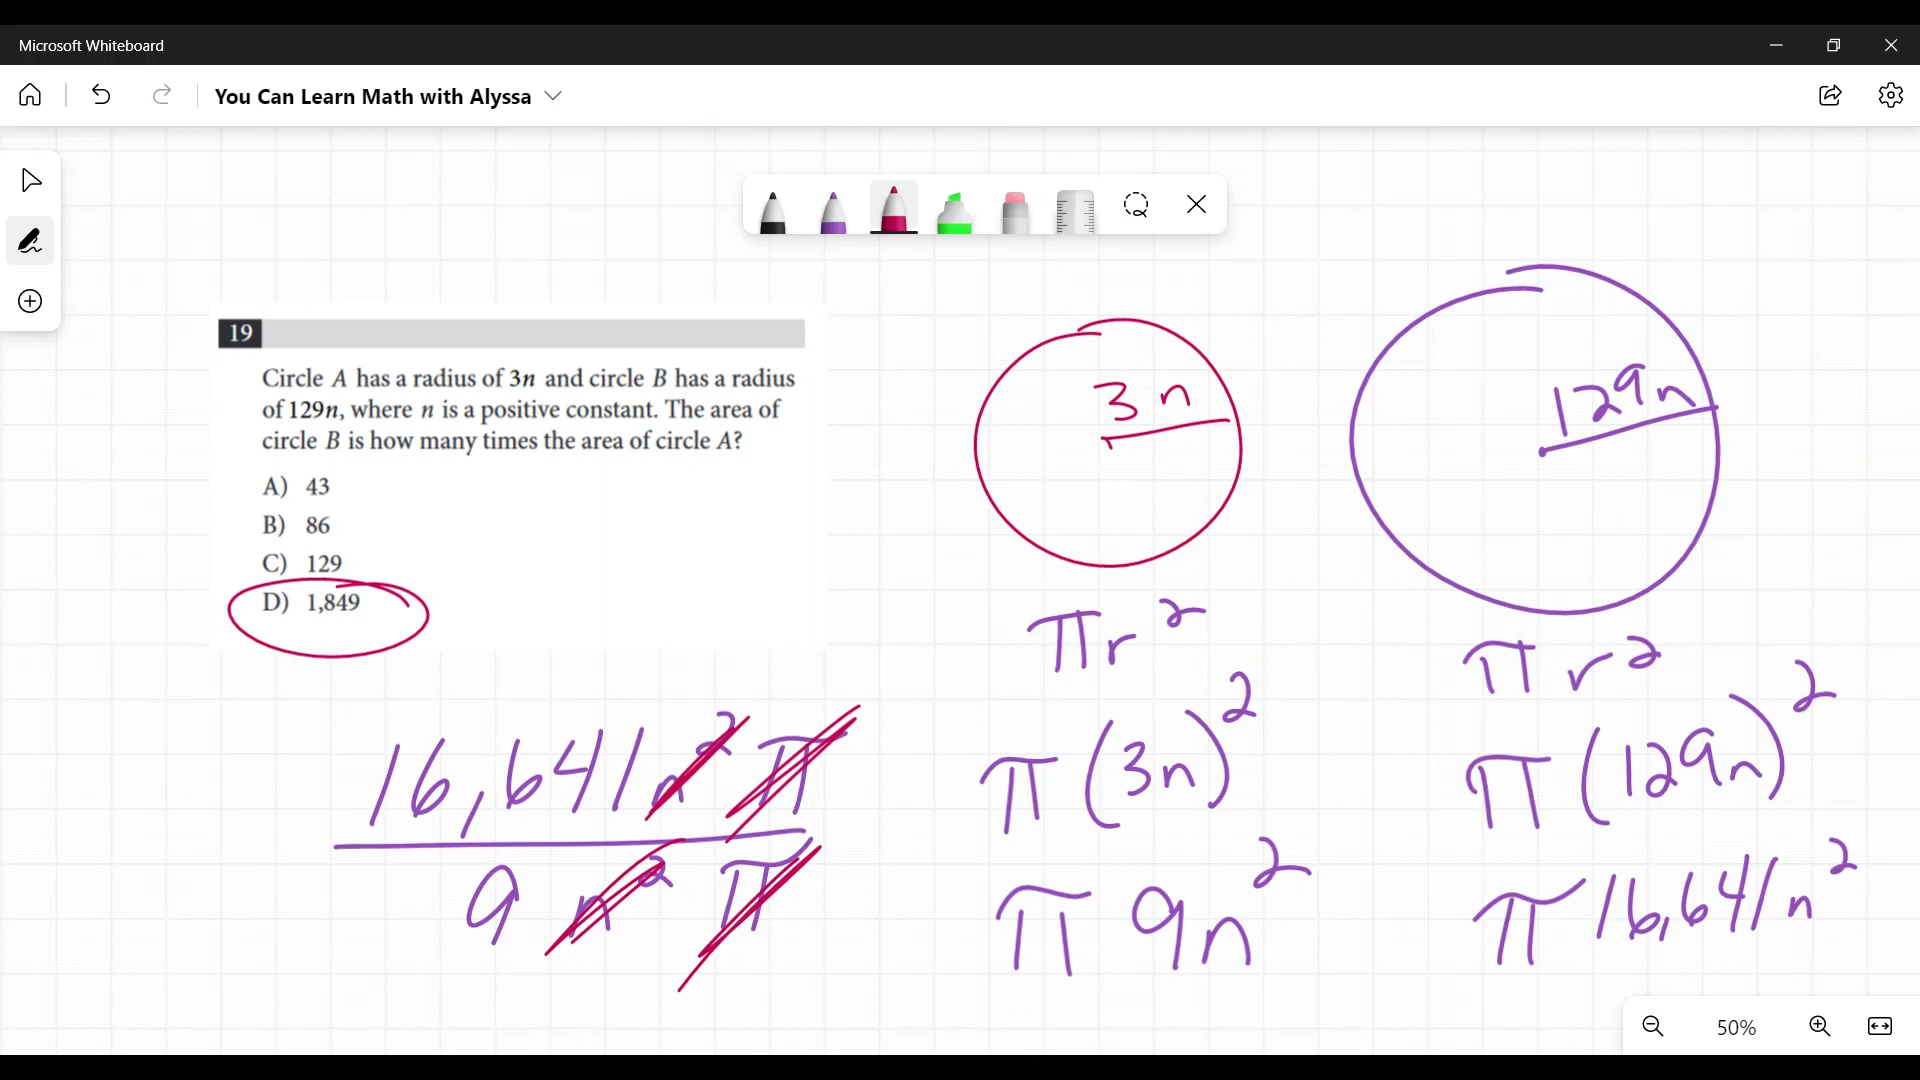 Microsoft Whiteboard
You Can Learn Math with Alyssa
19
Circle A has a radius of 3n and circle B has a radius
of 129n, where n is a positive constant. The area of
circle B is how many times the area of circle A?
A) 43
B) 86
C) 129
D) 1,849
3n
129n
πr²
π(3n)²
π9n²
πr²
π(129n)²
π16,641n²
16,641n²π
9n²π
50%